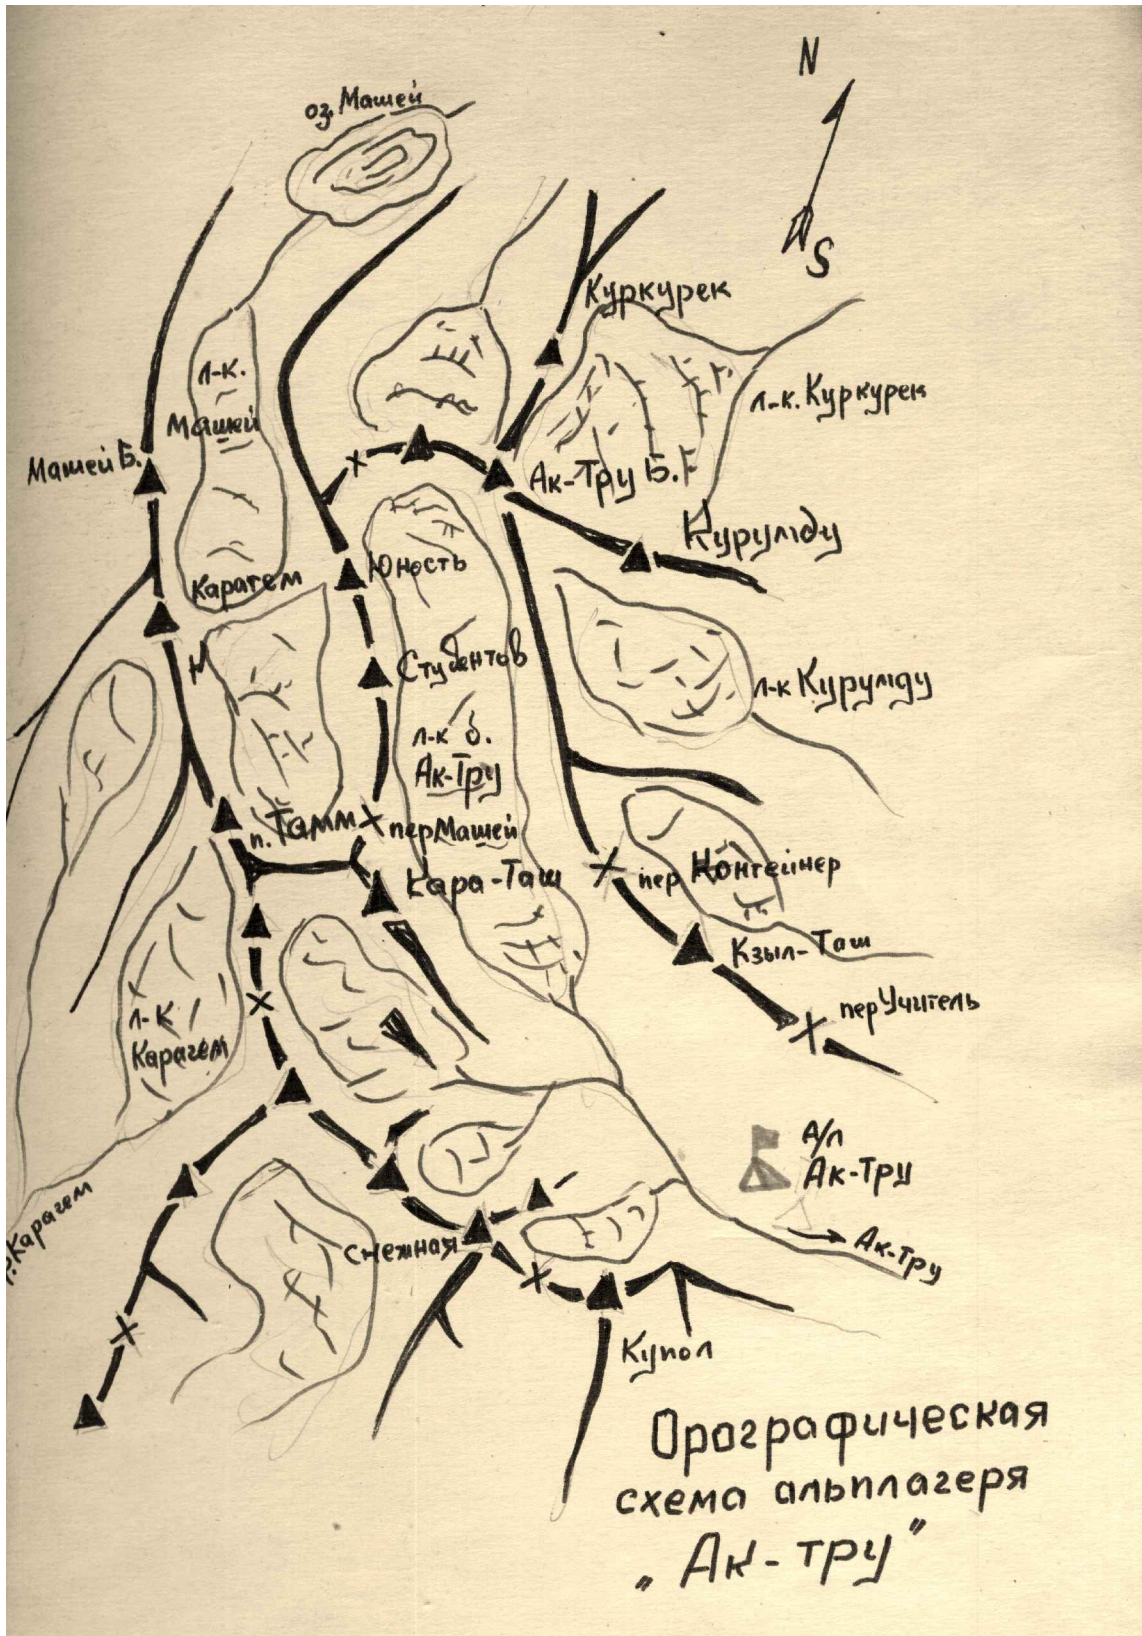 N
оз. Машей
S
Куркурек
л-к.
Машей
л-к. Куркурек
Машей Б.
Ак-Тру Б.
Курумду
Юность
Карагем
Студентов
л-к Курумду
л-к б.
Ак-Тру
п. Тамм
пер Машей
пер Контейнер
Кара-Таш
Кзыл-Таш
пер Учитель
л-к
Карагем
А/л
Ак-Тру
р. Карагем
Снежная
Ак-Тру
Купол
Орографическая
схема альплагеря
„Ак-тру”